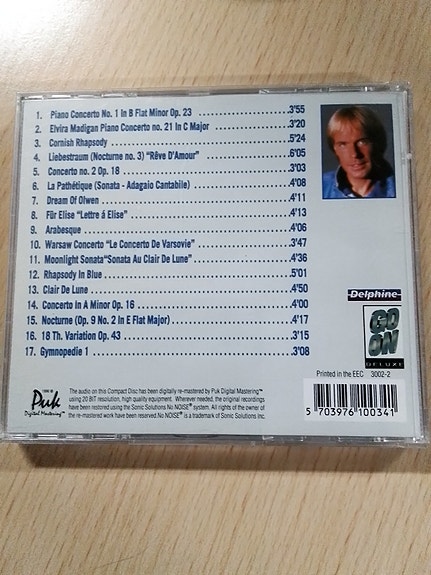 1. Piano Concerto No. 1 In B Flat Minor Op. 23 3'55
2. Elvira Madigan Piano Concerto no. 21 In C Major 3'20
3. Cornish Rhapsody 5'24
4. Liebestraum (Nocturne no. 3) "Rêve D'Amour" 6'05
5. Concerto no. 2 Op. 18 3'03
6. La Pathétique (Sonata - Adagaio Cantabile) 4'08
7. Dream Of Olwen 4'11
8. Für Elise "Lettre á Elise" 4'13
9. Arabesque 4'06
10. Warsaw Concerto "Le Concerto De Varsovie" 3'47
11. Moonlight Sonata "Sonata Au Clair De Lune" 4'36
12. Rhapsody In Blue 5'01
13. Clair De Lune 4'50
14. Concerto In A Minor Op. 16 4'00
15. Nocturne (Op. 9 No. 2 In E Flat Major) 4'17
16. 18 Th. Variation Op. 43 3'15
17. Gymnopedie 1 3'08
Delphine
GO
ON
DELUXE
Printed in the EEC 3002-2
5 703976 100341
Puk
Digital Mastering™
The audio on this Compact Disc has been digitally re-mastered by Puk Digital Mastering™
using 20 BIT resolution, high quality equipment. Wherever needed, the original recordings
have been restored using the Sonic Solutions No NOISE® system. All rights of the owner of
the re-mastered work have been reserved. No NOISE® is a trademark of Sonic Solutions Inc.